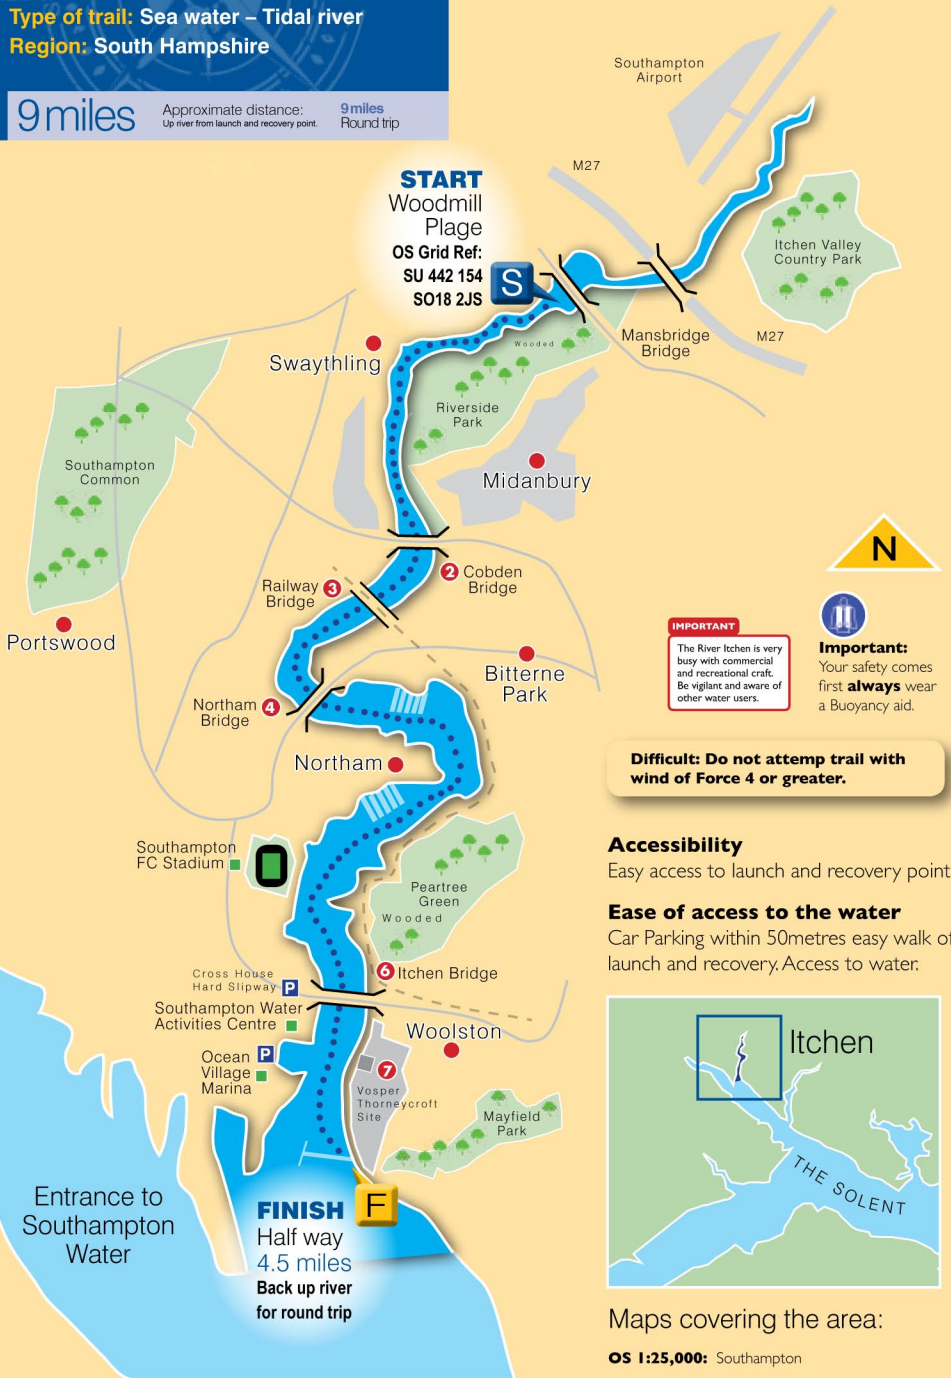 Type of trail: Sea water – Tidal river
Region: South Hampshire
9 miles
Approximate distance:
Up river from launch and recovery point.
9 miles
Round trip
Southampton
Airport
M27
START
Woodmill
Plage
OS Grid Ref:
SU 442 154
SO18 2JS
S
Itchen Valley
Country Park
Mansbridge
Bridge
M27
Wooded
Swaythling
Riverside
Park
Southampton
Common
Midanbury
N
Railway
Bridge
3
2
Cobden
Bridge
Portswood
Bitterne
Park
IMPORTANT
The River Itchen is very
busy with commercial
and recreational craft.
Be vigilant and aware of
other water users.
Important:
Your safety comes
first always wear
a Buoyancy aid.
Northam
Bridge
4
Northam
Difficult: Do not attemp trail with
wind of Force 4 or greater.
Southampton
FC Stadium
Accessibility
Easy access to launch and recovery point
Peartree
Green
Wooded
Ease of access to the water
Car Parking within 50metres easy walk of
launch and recovery. Access to water.
6
Itchen Bridge
Cross House
Hard Slipway
P
Southampton Water
Activities Centre
Woolston
Ocean
Village
Marina
P
7
Vosper
Thorneycroft
Site
Mayfield
Park
Itchen
THE SOLENT
Entrance to
Southampton
Water
FINISH
F
Half way
4.5 miles
Back up river
for round trip
Maps covering the area:
OS 1:25,000: Southampton